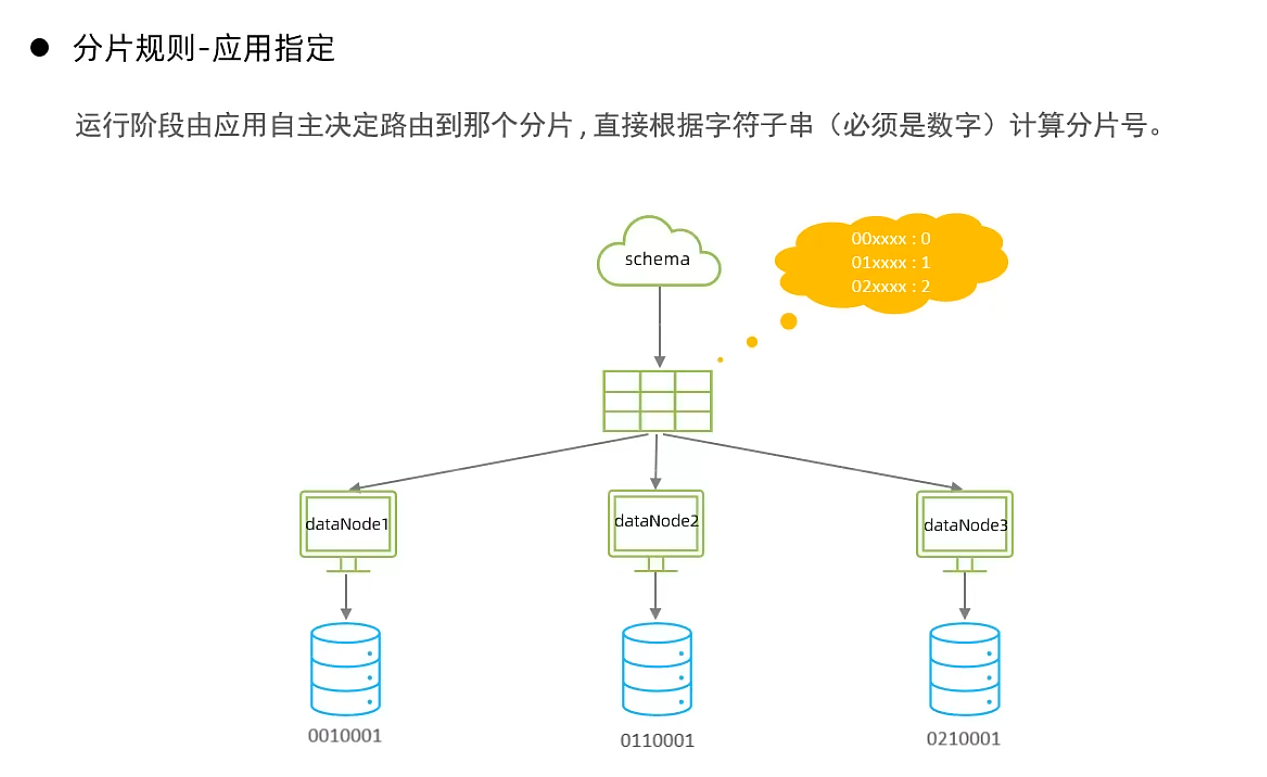 分片规则-应用指定
运行阶段由应用自主决定路由到那个分片，直接根据字符子串（必须是数字）计算分片号。
schema
00xxxx : 0
01xxxx : 1
02xxxx : 2
dataNode1
dataNode2
dataNode3
0010001
0110001
0210001